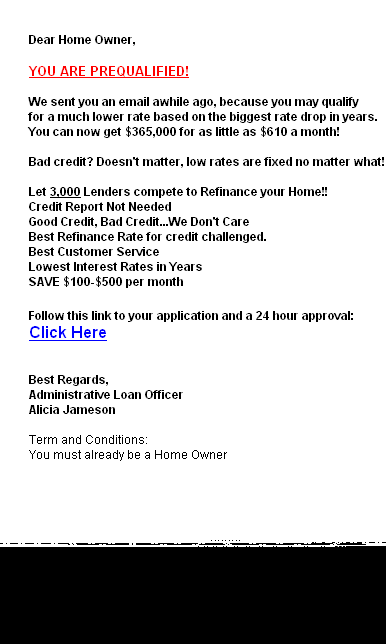 Dear Home Owner,
YOU ARE PREQUALIFIED!
We sent you an email awhile ago, because you may qualify
for a much lower rate based on the biggest rate drop in years.
You can now get $365,000 for as little as $610 a month!
Bad credit? Doesn't matter, low rates are fixed no matter what!
Let 3,000 Lenders compete to Refinance your Home!!
Credit Report Not Needed
Good Credit, Bad Credit...We Don't Care
Best Refinance Rate for credit challenged.
Best Customer Service
Lowest Interest Rates in Years
SAVE $100-$500 per month
Follow this link to your application and a 24 hour approval:
Click Here
Best Regards,
Administrative Loan Officer
Alicia Jameson
Term and Conditions:
You must already be a Home Owner